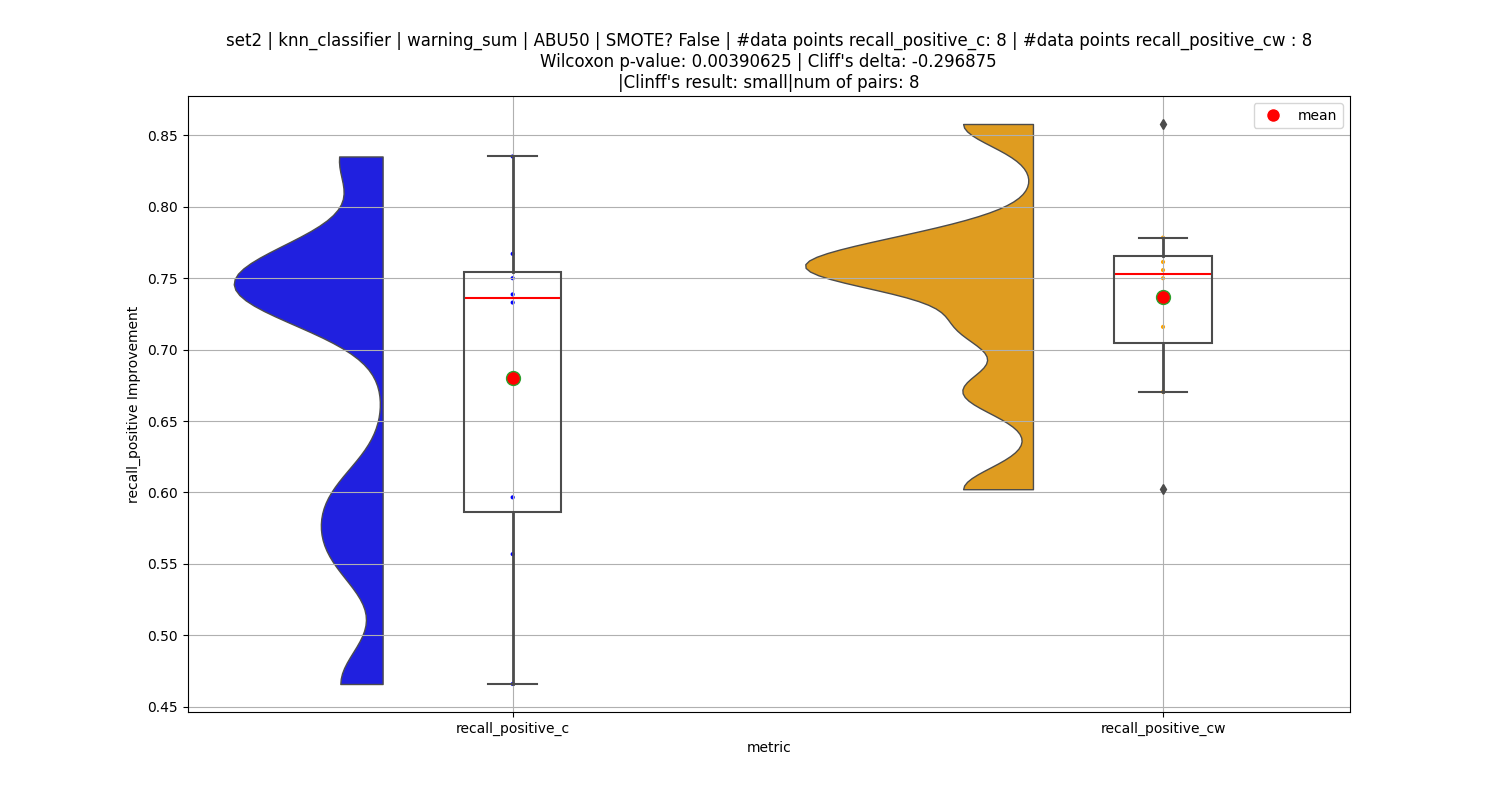 set2 | knn_classifier | warning_sum | ABU50 | SMOTE? False | #data points recall_positive_c: 8 | #data points recall_positive_cw : 8
Wilcoxon p-value: 0.00390625 | Cliff's delta: -0.296875
|Clinff's result: small|num of pairs: 8
mean
0.85
0.80
0.75
0.70
0.65
0.60
0.55
0.50
0.45
recall_positive Improvement
recall_positive_c
recall_positive_cw
metric